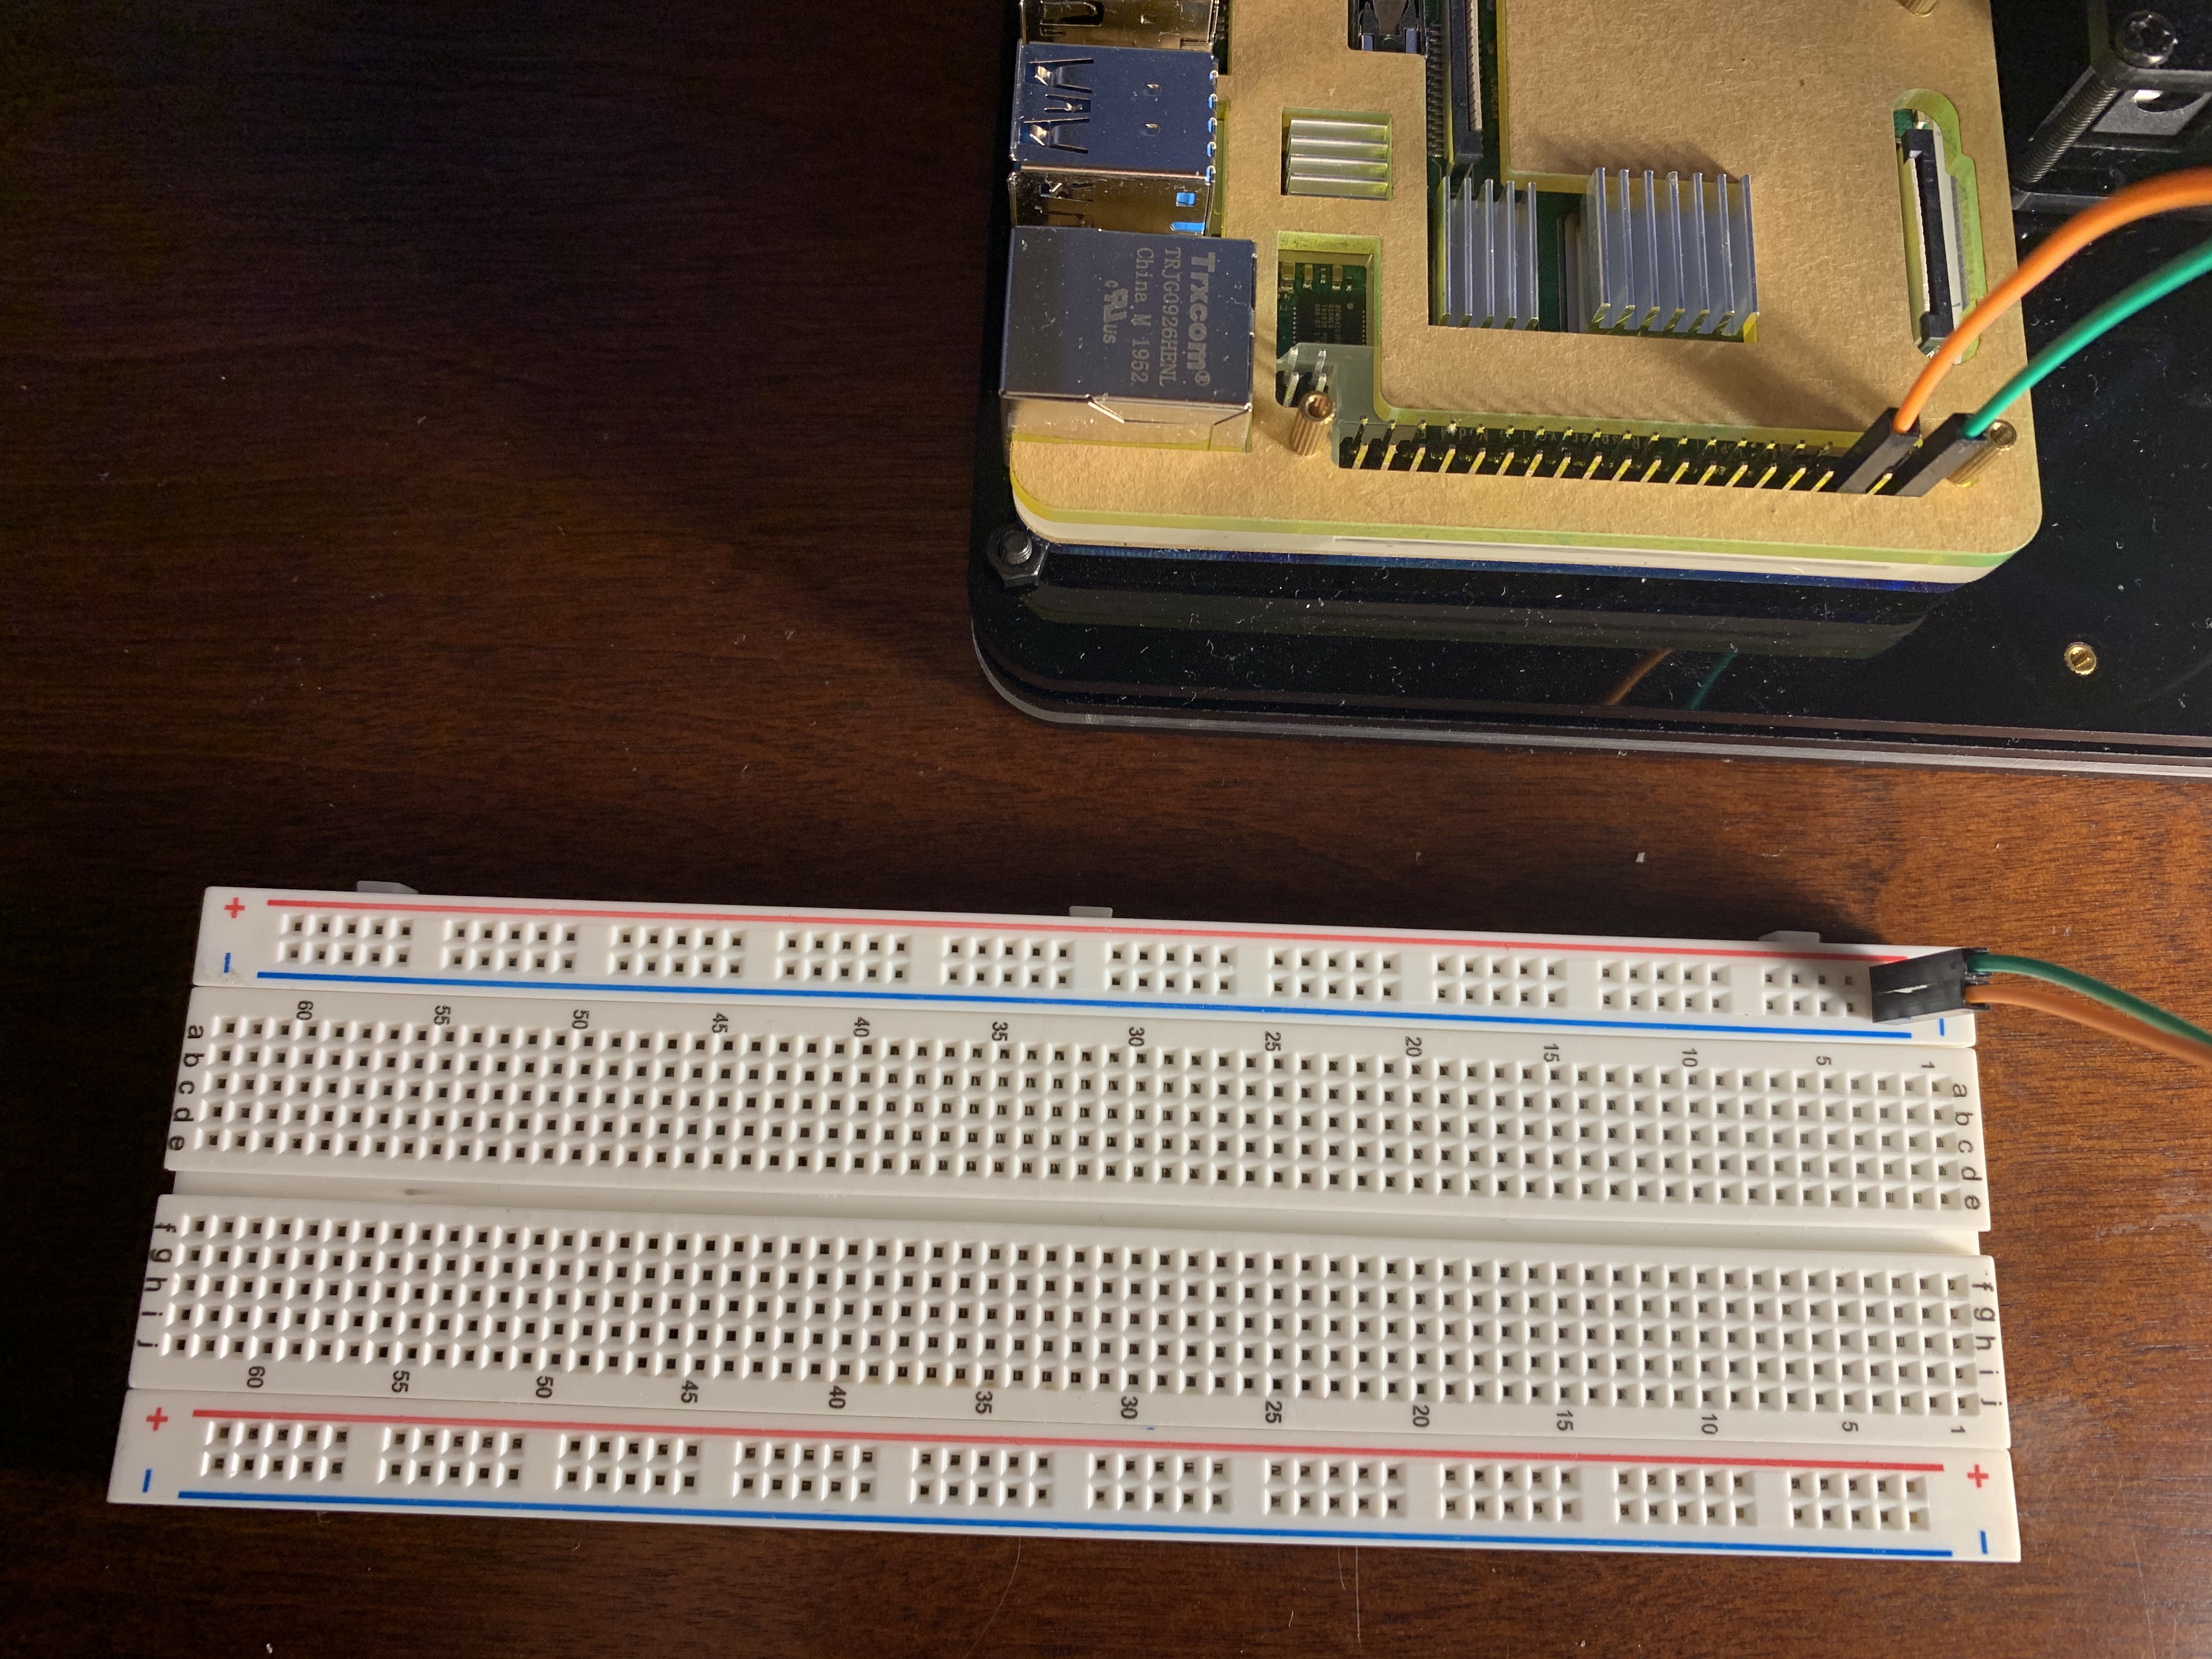 Trxcom®
TRJG0926HENL
China M 1952
c UR US
+
-
-
60 55 50 45 40 35 30 25 20 15 10 5 1
a a
b b
c c
d d
e e
f f
g g
h h
i i
j j
60 55 50 45 40 35 30 25 20 15 10 5 1
+ +
- -